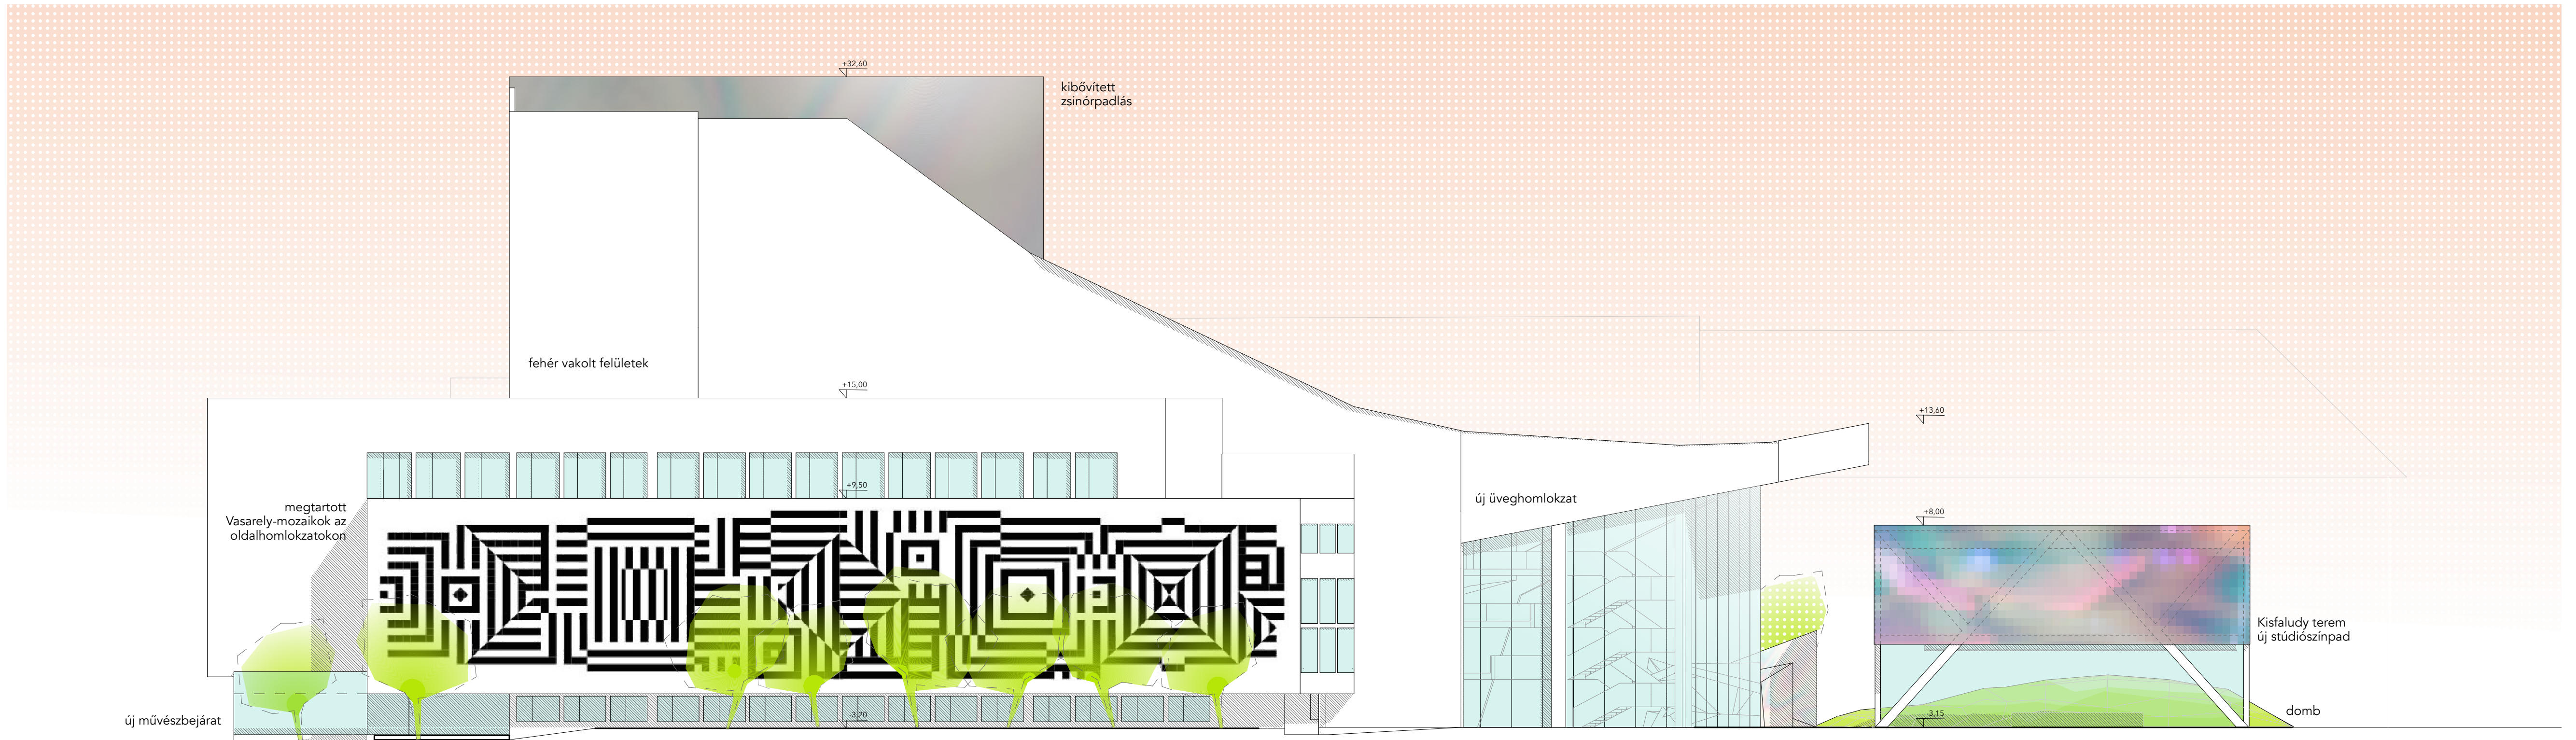 +32,60
kibővített
zsinórpadlás
fehér vakolt felületek
+15,00
+13,60
+9,50
új üveghomlokzat
megtartott
Vasarely-mozaikok az
oldalhomlokzatokon
+8,00
Kisfaludy terem
új stúdiószínpad
új művészbejárat
-3,20
-3,15
domb